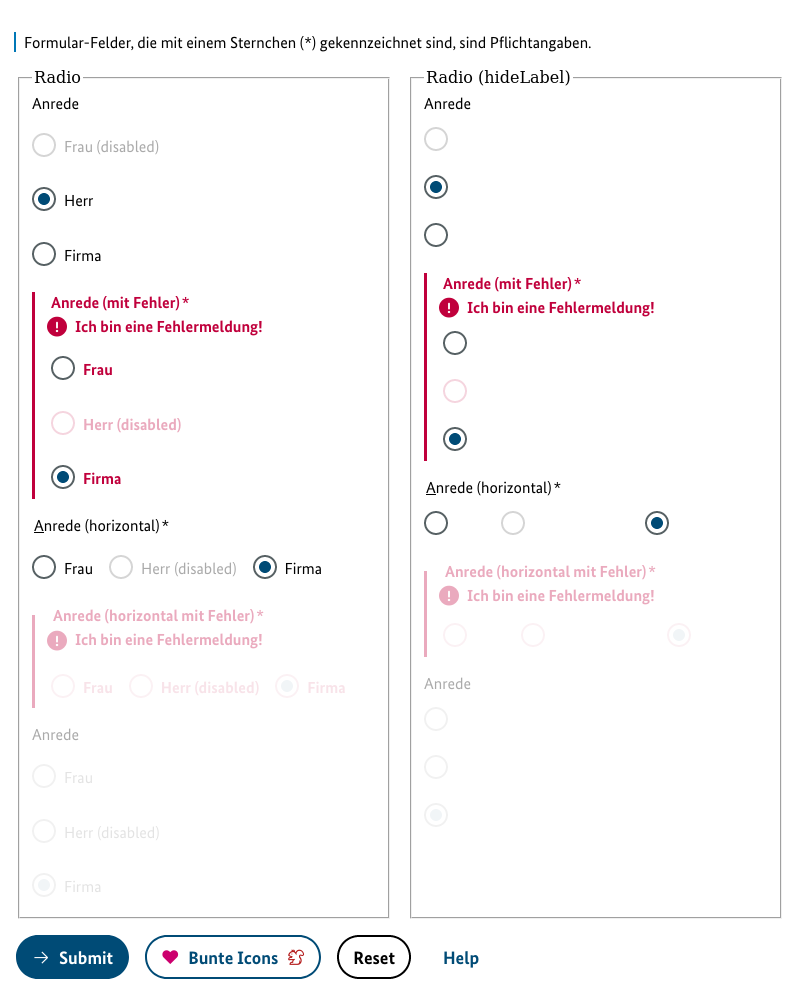 Formular-Felder, die mit einem Sternchen (*) gekennzeichnet sind, sind Pflichtangaben.
Radio
Anrede
Frau (disabled)
Herr
Firma
Anrede (mit Fehler)*
Ich bin eine Fehlermeldung!
Frau
Herr (disabled)
Firma
Anrede (horizontal)*
Frau Herr (disabled) Firma
Anrede (horizontal mit Fehler)*
Ich bin eine Fehlermeldung!
Frau Herr (disabled) Firma
Anrede
Frau
Herr (disabled)
Firma
Radio (hideLabel)
Anrede
Anrede (mit Fehler)*
Ich bin eine Fehlermeldung!
Anrede (horizontal)*
Anrede (horizontal mit Fehler)*
Ich bin eine Fehlermeldung!
Anrede
Submit Bunte Icons Reset Help